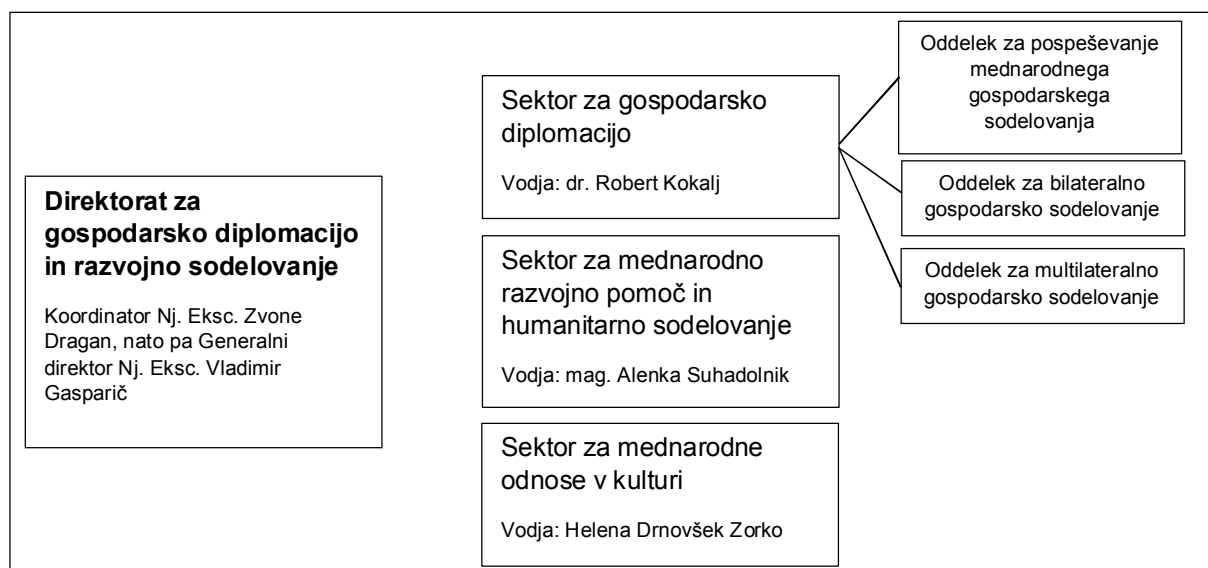 Direktorat za
gospodarsko diplomacijo
in razvojno sodelovanje
Koordinator Nj. Eksc. Zvone
Dragan, nato pa Generalni
direktor Nj. Eksc. Vladimir
Gasparič
Sektor za gospodarsko
diplomacijo
Vodja: dr. Robert Kokalj
Sektor za mednarodno
razvojno pomoč in
humanitarno sodelovanje
Vodja: mag. Alenka Suhadolnik
Sektor za mednarodne
odnose v kulturi
Vodja: Helena Drnovšek Zorko
Oddelek za pospeševanje
mednarodnega
gospodarskega
sodelovanja
Oddelek za bilateralno
gospodarsko sodelovanje
Oddelek za multilateralno
gospodarsko sodelovanje